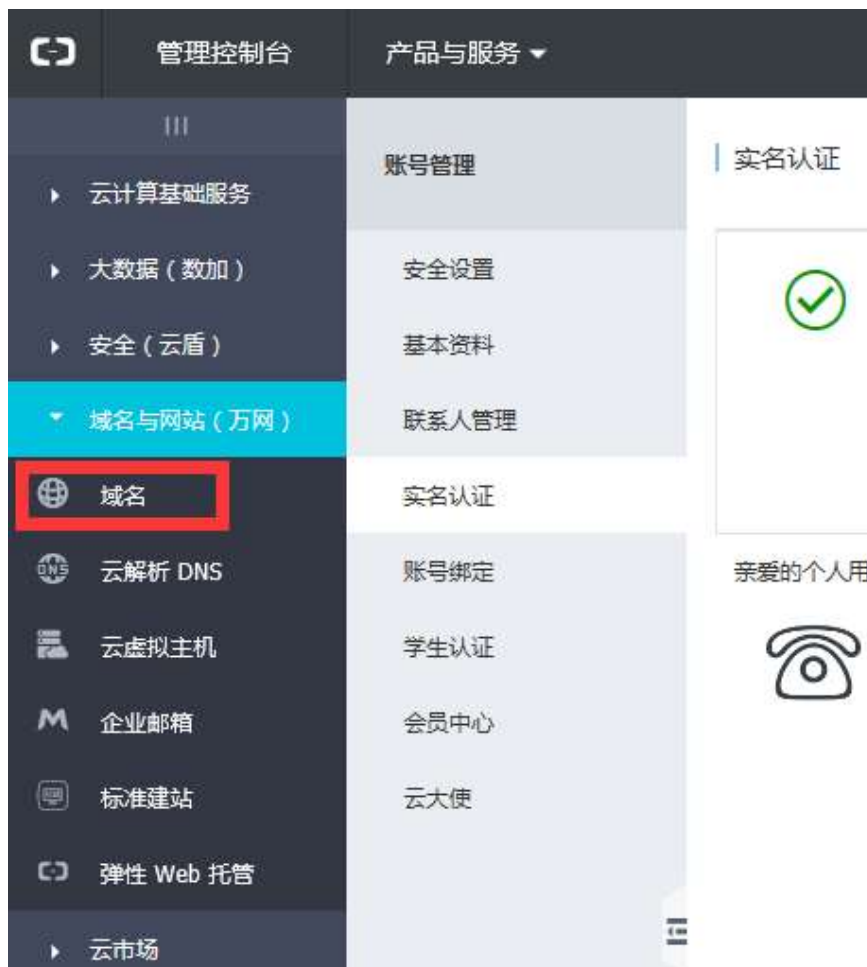 管理控制台
产品与服务
云计算基础服务
大数据（数加）
安全（云盾）
域名与网站（万网）
域名
云解析 DNS
云虚拟主机
企业邮箱
标准建站
弹性 Web 托管
云市场
账号管理
安全设置
基本资料
联系人管理
实名认证
账号绑定
学生认证
会员中心
云大使
实名认证
亲爱的个人用